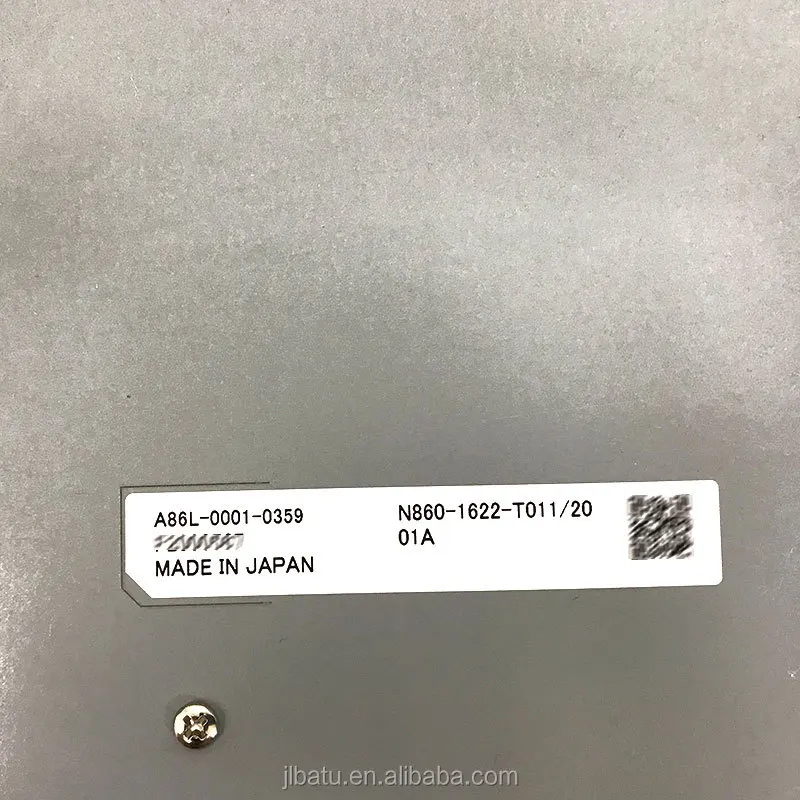 A86L-0001-0359
N860-1622-T011/20
01A
MADE IN JAPAN
jlbatu.en.alibaba.com